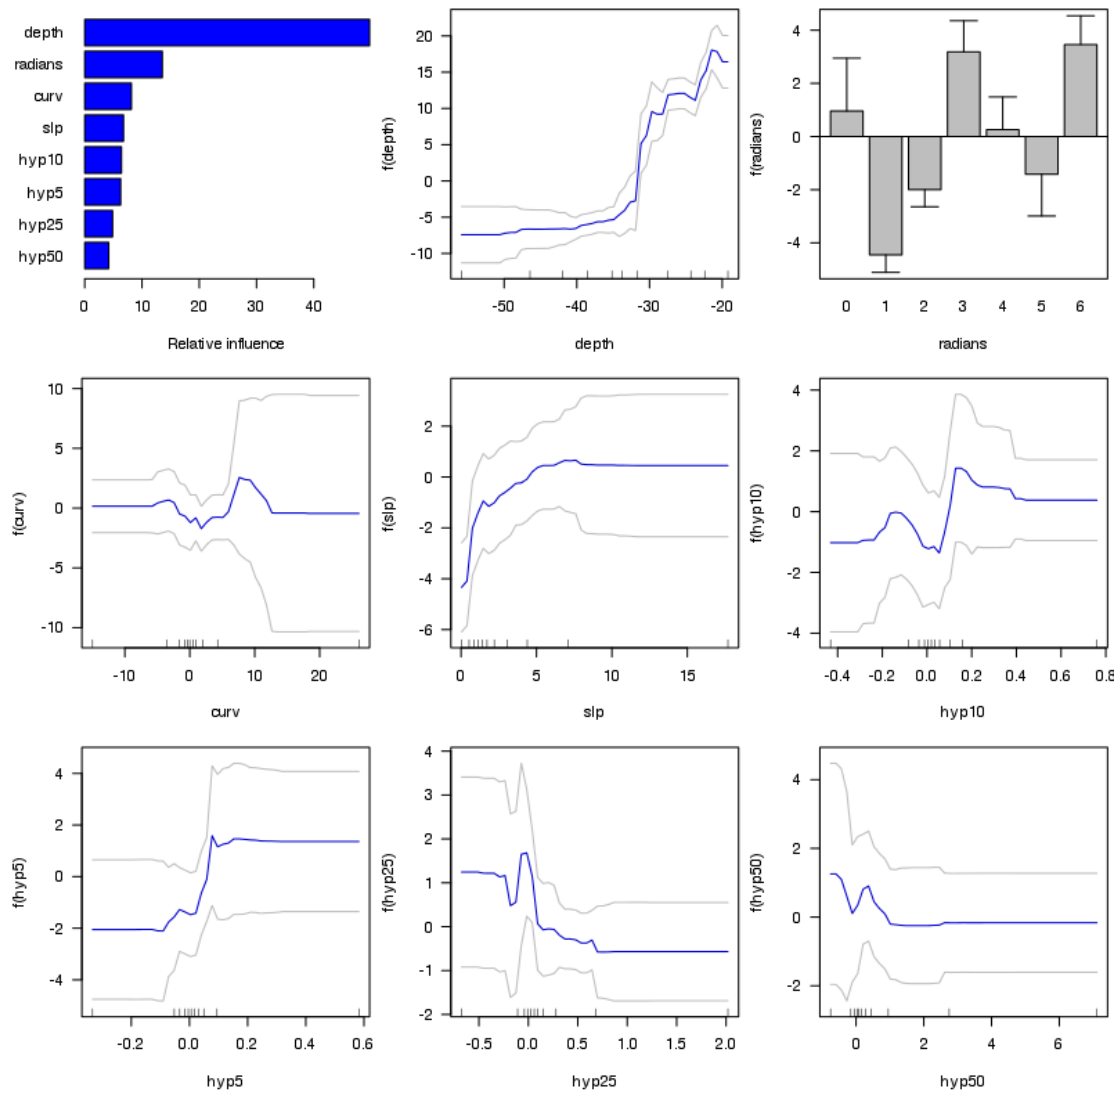 depth
radians
curv
slp
hyp10
hyp5
hyp25
hyp50
0 10 20 30 40
Relative influence
f(depth)
20
15
10
5
0
-5
-10
-50 -40 -30 -20
depth
f(radians)
4
2
0
-2
-4
0 1 2 3 4 5 6
radians
f(curv)
10
5
0
-5
-10
-10 0 10 20
curv
f(slp)
2
0
-2
-4
-6
0 5 10 15
slp
f(hyp10)
4
2
0
-2
-4
-0.4 -0.2 0.0 0.2 0.4 0.6 0.8
hyp10
f(hyp5)
4
2
0
-2
-4
-0.2 0.0 0.2 0.4 0.6
hyp5
f(hyp25)
4
3
2
1
0
-1
-2
-0.5 0.0 0.5 1.0 1.5 2.0
hyp25
f(hyp50)
4
2
0
-2
0 2 4 6
hyp50